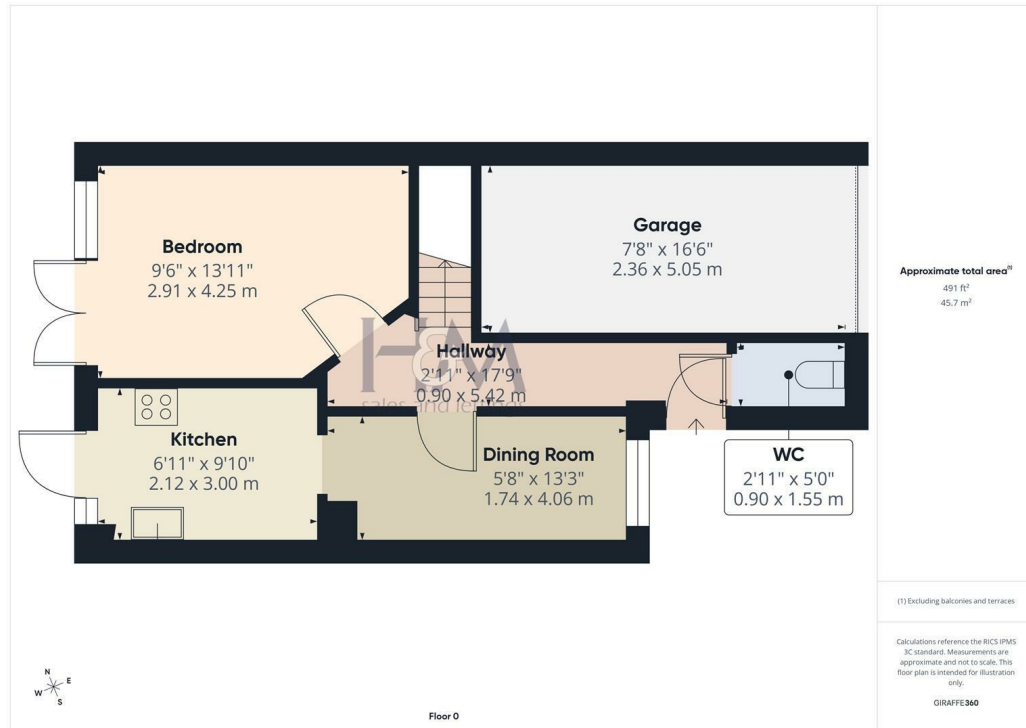 Bedroom
9'6" x 13'11"
2.91 x 4.25 m
Garage
7'8" x 16'6"
2.36 x 5.05 m
H&M
sales and lettings
Hallway
2'11" x 17'9"
0.90 x 5.42 m
Kitchen
6'11" x 9'10"
2.12 x 3.00 m
Dining Room
5'8" x 13'3"
1.74 x 4.06 m
WC
2'11" x 5'0"
0.90 x 1.55 m
N
E
W
S
Floor 0
Approximate total area(1)
491 ft²
45.7 m²
(1) Excluding balconies and terraces
Calculations reference the RICS IPMS
3C standard. Measurements are
approximate and not to scale. This
floor plan is intended for illustration
only.
GIRAFFE360